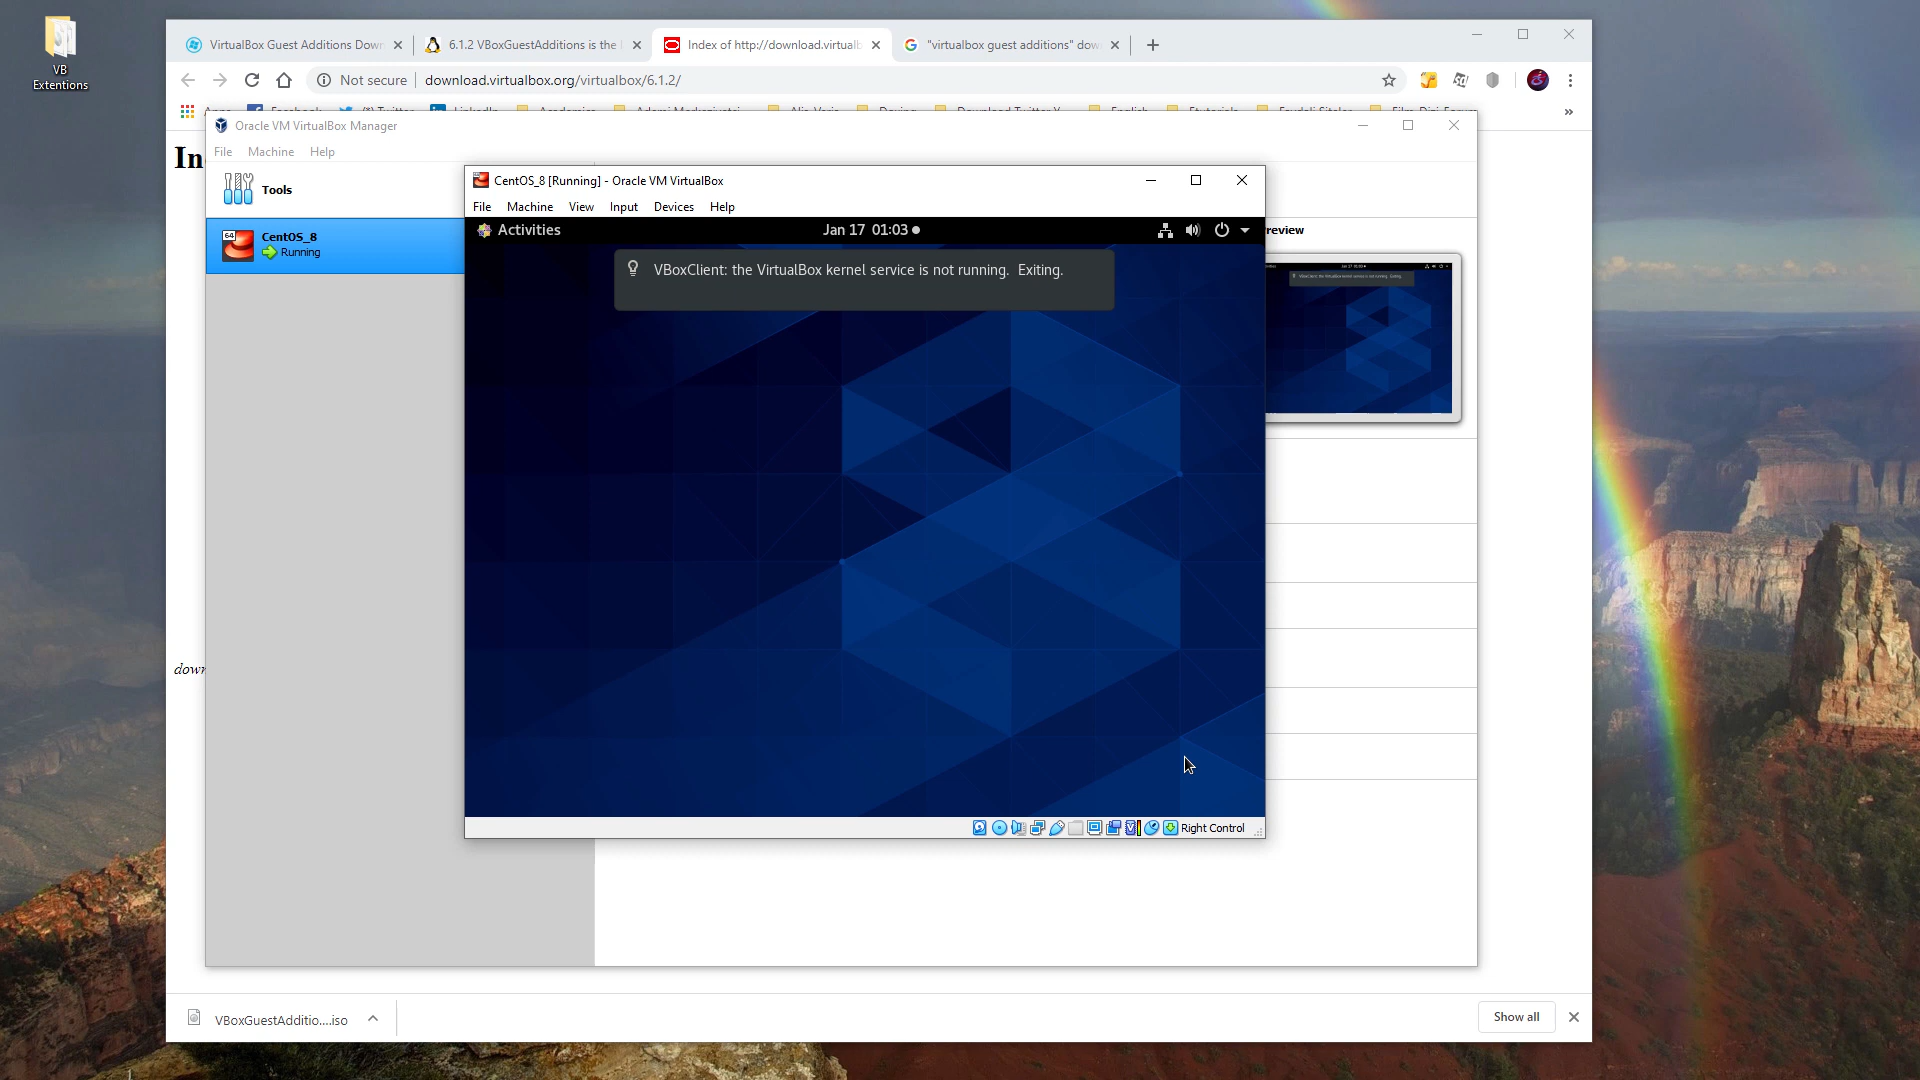 VB
Extentions
VirtualBox Guest Additions Down
6.1.2 VBoxGuestAdditions is the
Index of http://download.virtualb
"virtualbox guest additions" dow
Not secure
download.virtualbox.org/virtualbox/6.1.2/
In
Oracle VM VirtualBox Manager
File Machine Help
Tools
64
CentOS_8
Running
down
CentOS_8 [Running] - Oracle VM VirtualBox
File Machine View Input Devices Help
Activities
Jan 17 01:03
VBoxClient: the VirtualBox kernel service is not running. Exiting.
review
Right Control
VBoxGuestAdditio....iso
Show all